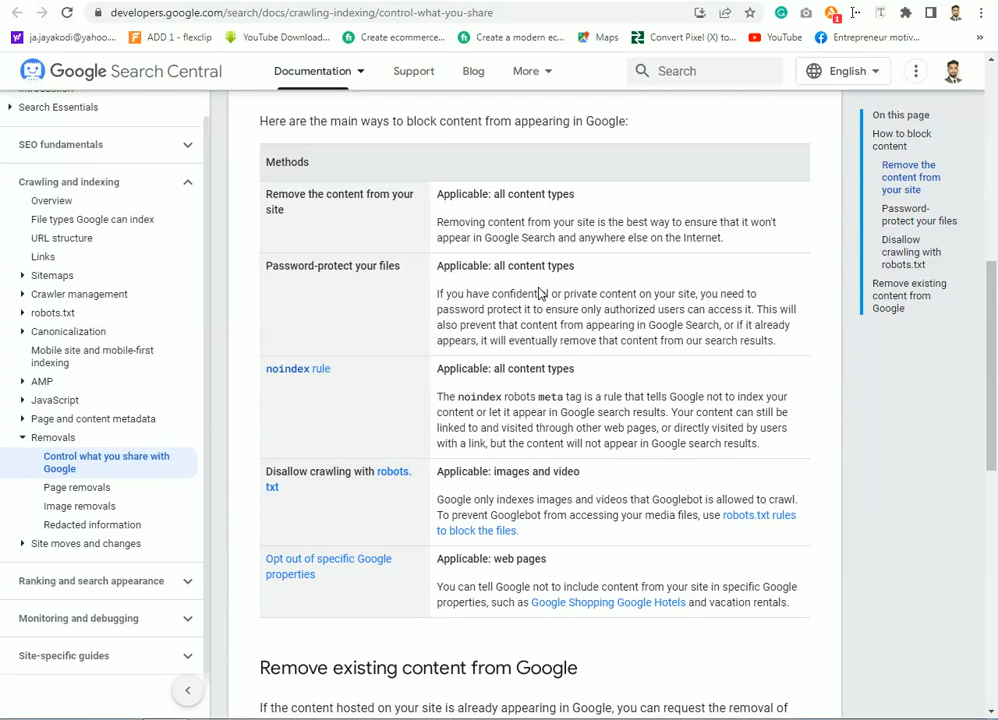 developers.google.com/search/docs/crawling-indexing/control-what-you-share
1
ja.jayakodi@yahoo....
ADD 1 - flexclip
YouTube Download...
Create ecommerce...
Create a modern ec...
Maps
Convert Pixel (X) to...
YouTube
Entrepreneur motiv...
»
Google Search Central
Documentation
Support
Blog
More
Search
English
Search Essentials
SEO fundamentals
Crawling and indexing
Overview
File types Google can index
URL structure
Links
Sitemaps
Crawler management
robots.txt
Canonicalization
Mobile site and mobile-first
indexing
AMP
JavaScript
Page and content metadata
Removals
Control what you share with
Google
Page removals
Image removals
Redacted information
Site moves and changes
Ranking and search appearance
Monitoring and debugging
Site-specific guides
Here are the main ways to block content from appearing in Google:
Methods
Remove the content from your
site
Applicable: all content types
Removing content from your site is the best way to ensure that it won't
appear in Google Search and anywhere else on the Internet.
Password-protect your files
Applicable: all content types
If you have confidential or private content on your site, you need to
password protect it to ensure only authorized users can access it. This will
also prevent that content from appearing in Google Search, or if it already
appears, it will eventually remove that content from our search results.
noindex rule
Applicable: all content types
The noindex robots meta tag is a rule that tells Google not to index your
content or let it appear in Google search results. Your content can still be
linked to and visited through other web pages, or directly visited by users
with a link, but the content will not appear in Google search results.
Disallow crawling with robots.
txt
Applicable: images and video
Google only indexes images and videos that Googlebot is allowed to crawl.
To prevent Googlebot from accessing your media files, use robots.txt rules
to block the files.
Opt out of specific Google
properties
Applicable: web pages
You can tell Google not to include content from your site in specific Google
properties, such as Google Shopping Google Hotels and vacation rentals.
Remove existing content from Google
If the content hosted on your site is already appearing in Google, you can request the removal of
On this page
How to block
content
Remove the
content from
your site
Password-
protect your files
Disallow
crawling with
robots.txt
Remove existing
content from
Google